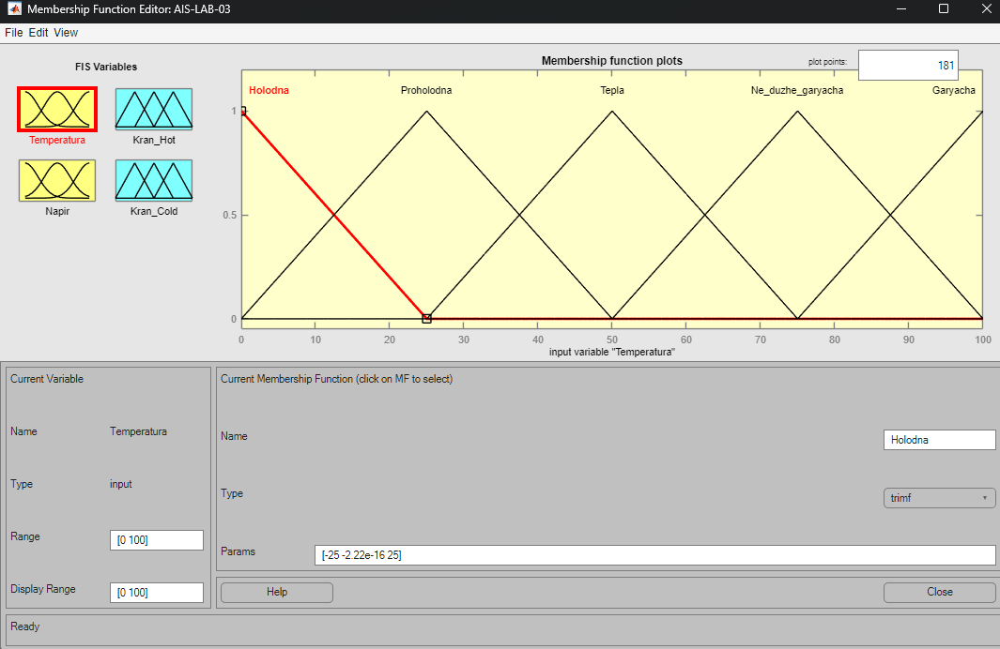 Membership Function Editor: AIS-LAB-03
File Edit View
FIS Variables
Membership function plots
plot points:
181
Temperatura
Kran_Hot
Napir
Kran_Cold
Holodna
Proholodna
Tepla
Ne_duzhe_garyacha
Garyacha
1
0.5
0
0 10 20 30 40 50 60 70 80 90 100
input variable "Temperatura"
Current Variable
Name Temperatura
Type input
Range [0 100]
Display Range [0 100]
Current Membership Function (click on MF to select)
Name Holodna
Type trimf
Params [-25 -2.22e-16 25]
Help Close
Ready